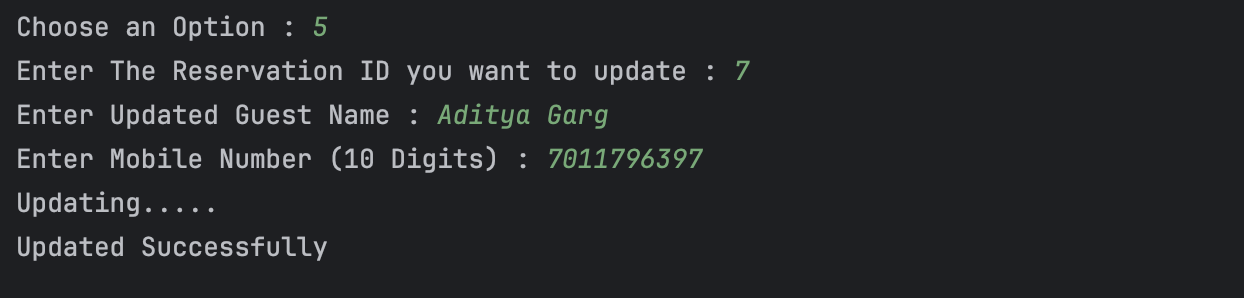 Choose an Option : 5
Enter The Reservation ID you want to update : 7
Enter Updated Guest Name : Aditya Garg
Enter Mobile Number (10 Digits) : 7011796397
Updating.....
Updated Successfully